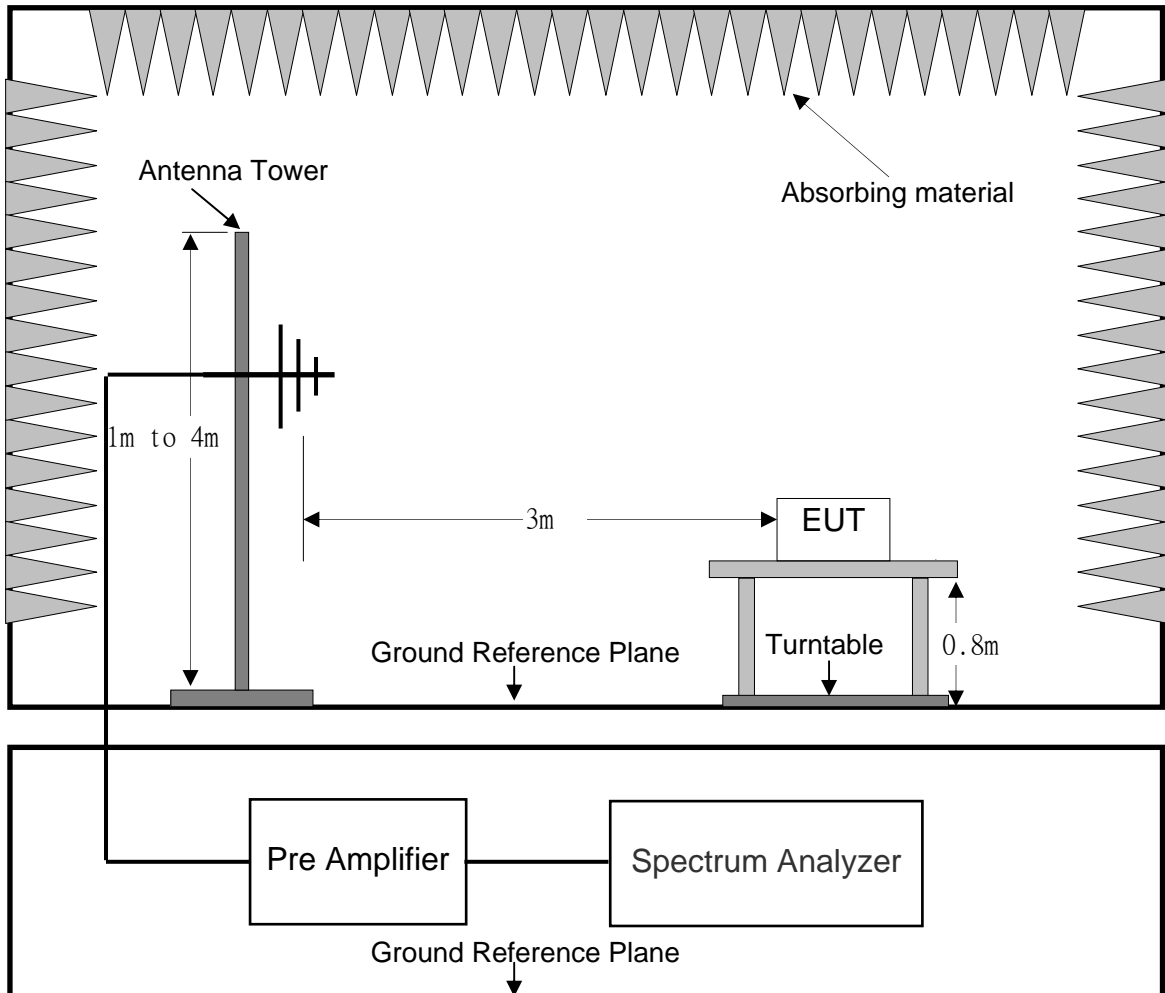 Antenna Tower
Absorbing material
1m to 4m
3m
EUT
Ground Reference Plane
Turntable
0.8m
Pre Amplifier
Spectrum Analyzer
Ground Reference Plane